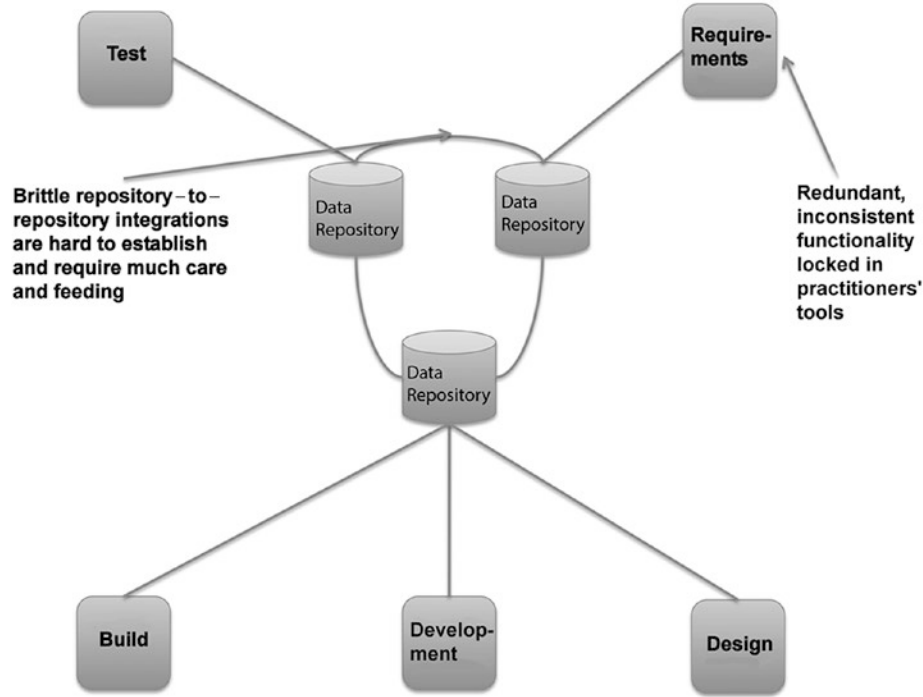 Test
Require-
ments
Brittle repository–to–
repository integrations
are hard to establish
and require much care
and feeding
Data
Repository
Data
Repository
Redundant,
inconsistent
functionality
locked in
practitioners'
tools
Data
Repository
Build
Develop-
ment
Design